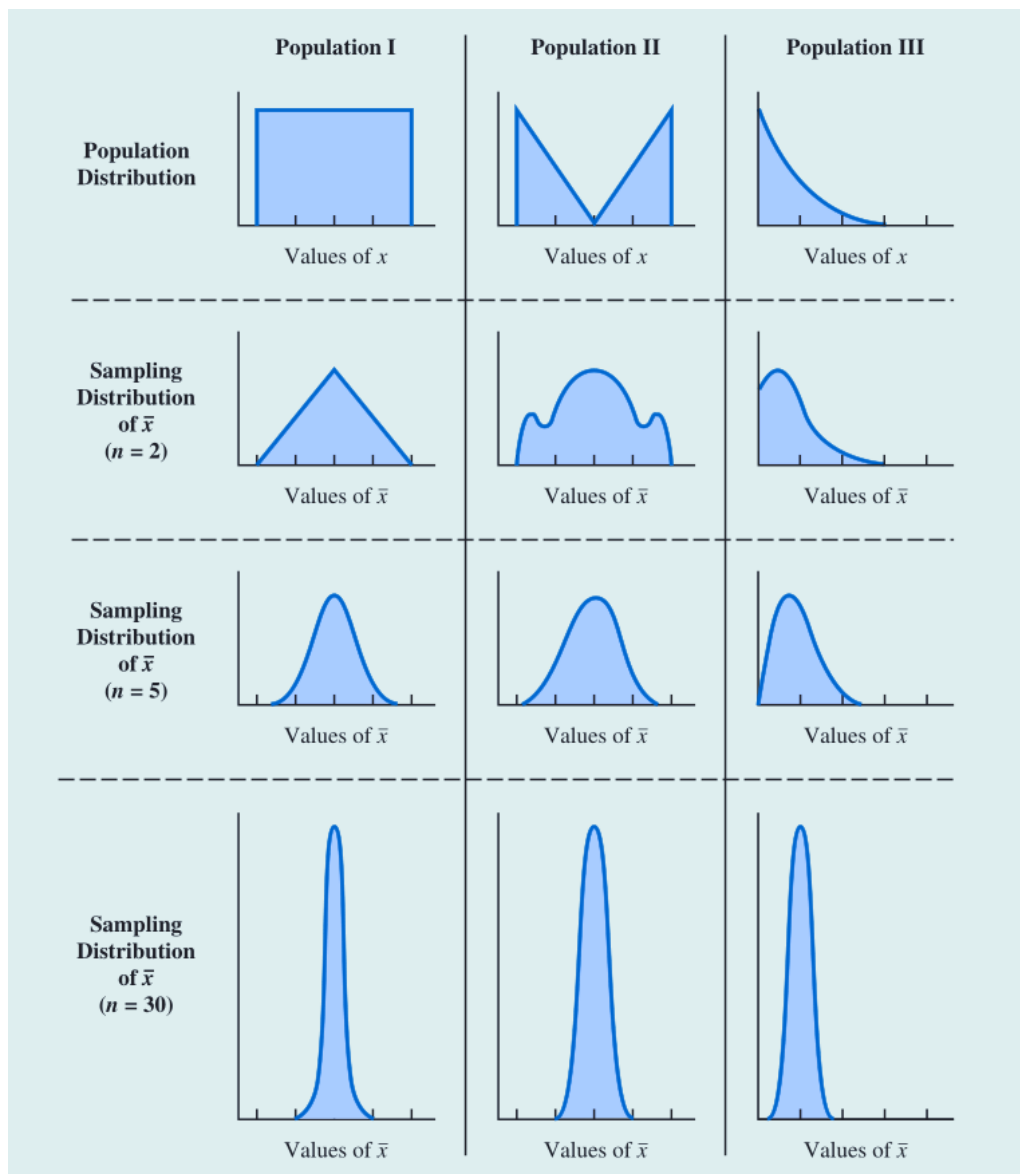 Population I
Population II
Population III
Population
Distribution
Values of x
Values of x
Values of x
Sampling
Distribution
of x̄
(n = 2)
Values of x̄
Values of x̄
Values of x̄
Sampling
Distribution
of x̄
(n = 5)
Values of x̄
Values of x̄
Values of x̄
Sampling
Distribution
of x̄
(n = 30)
Values of x̄
Values of x̄
Values of x̄